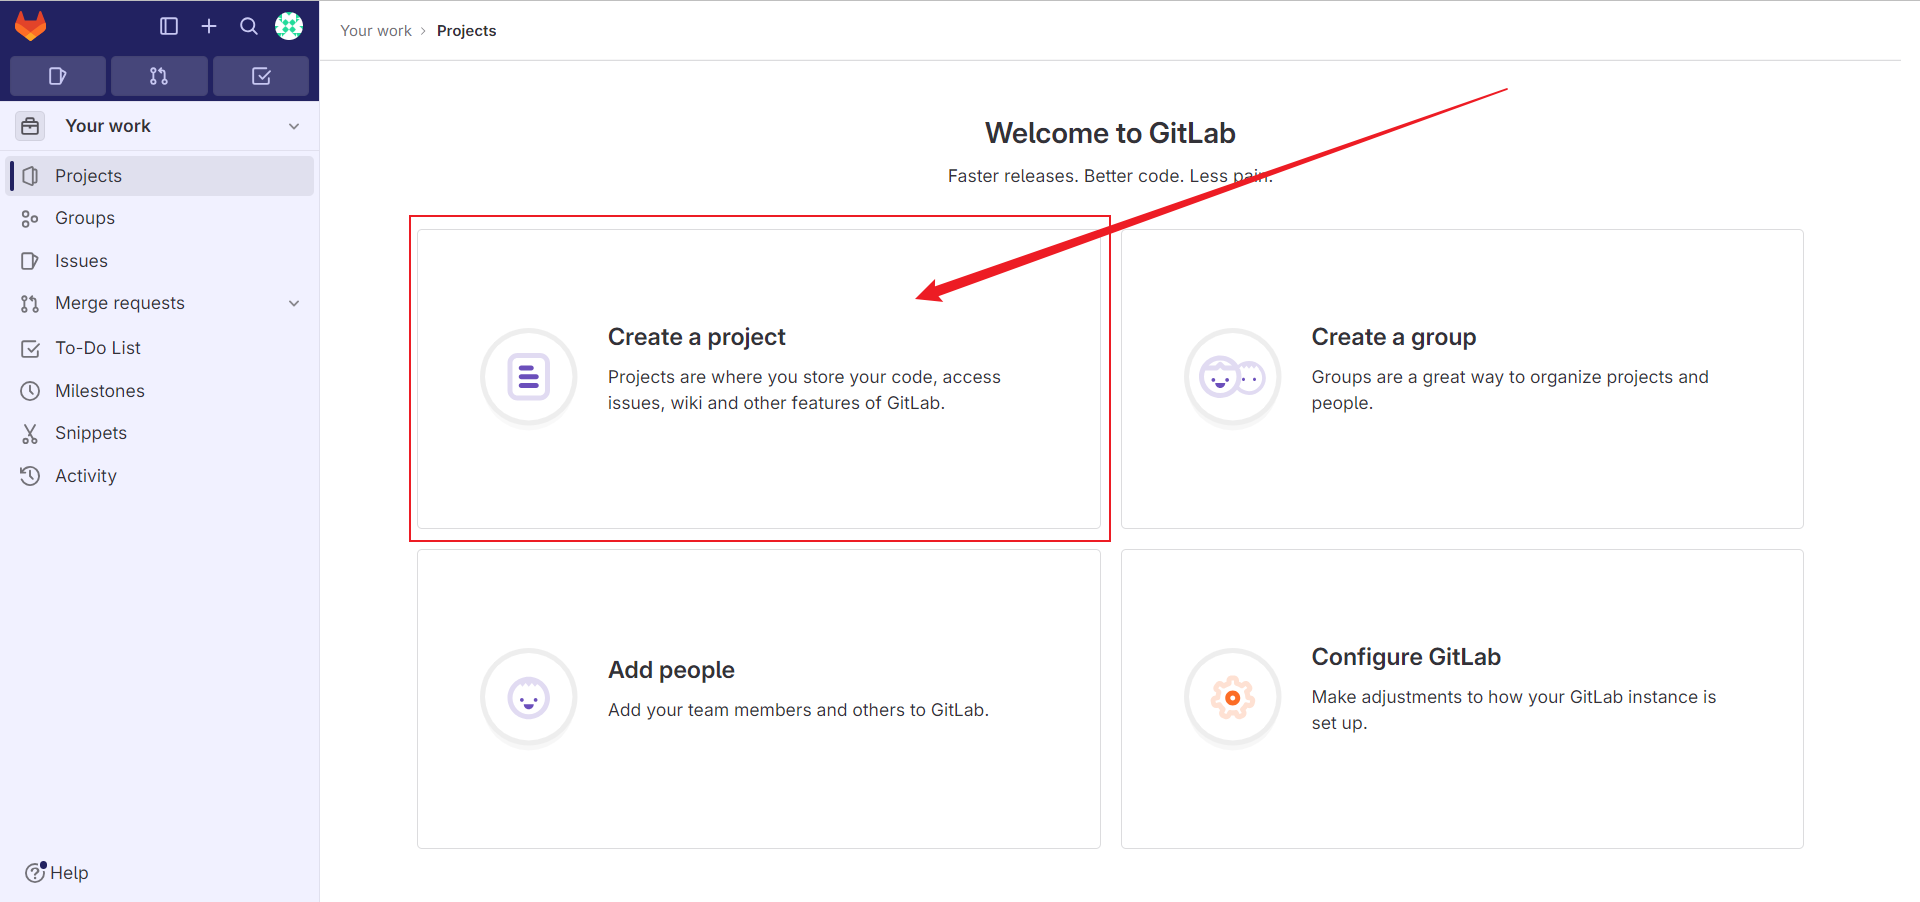 Your work › Projects
Your work
Projects
Groups
Issues
Merge requests
To-Do List
Milestones
Snippets
Activity
Help
Welcome to GitLab
Faster releases. Better code. Less pain.
Create a project
Projects are where you store your code, access
issues, wiki and other features of GitLab.
Create a group
Groups are a great way to organize projects and
people.
Add people
Add your team members and others to GitLab.
Configure GitLab
Make adjustments to how your GitLab instance is
set up.